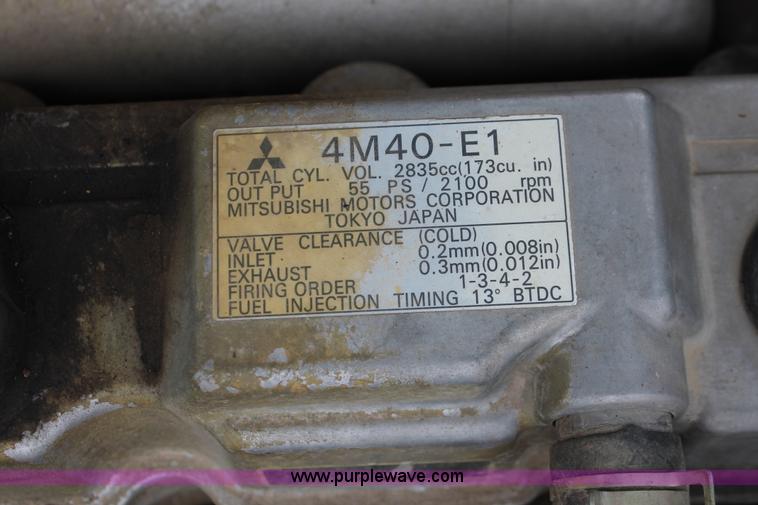 4M40-E1
TOTAL CYL. VOL. 2835cc(173cu. in)
OUT PUT 55 PS / 2100 rpm
MITSUBISHI MOTORS CORPORATION
TOKYO JAPAN
VALVE CLEARANCE (COLD)
INLET 0.2mm(0.008in)
EXHAUST 0.3mm(0.012in)
FIRING ORDER 1-3-4-2
FUEL INJECTION TIMING 13° BTDC
www.purplewave.com